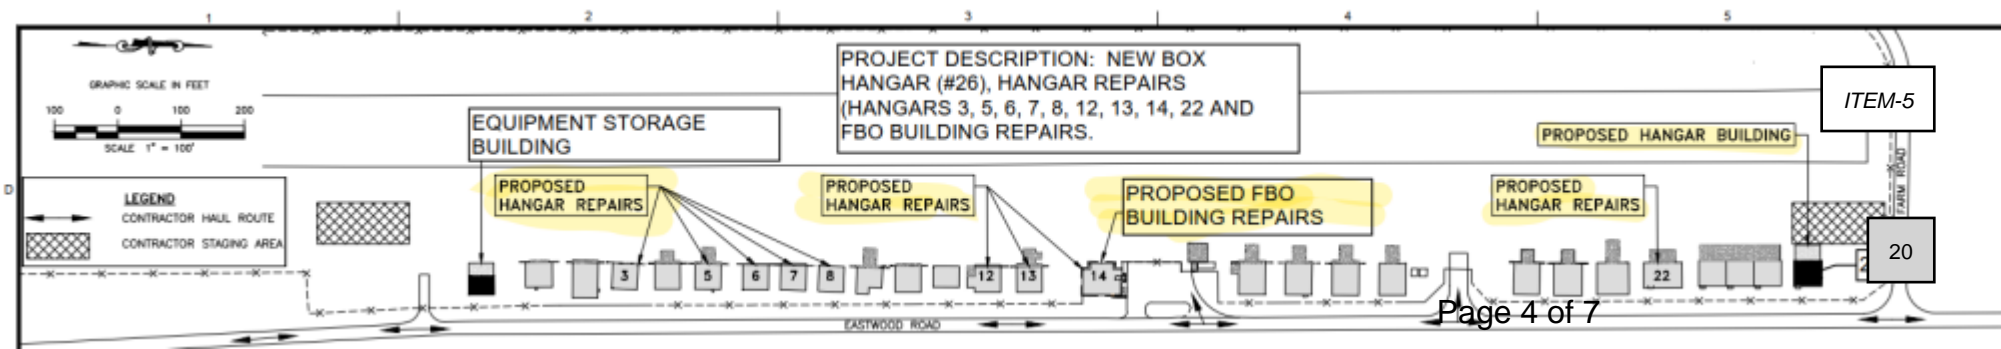 1 2 3 4 5
GRAPHIC SCALE IN FEET
100 0 100 200
SCALE 1" = 100'
PROJECT DESCRIPTION: NEW BOX
HANGAR (#26), HANGAR REPAIRS
(HANGARS 3, 5, 6, 7, 8, 12, 13, 14, 22 AND
FBO BUILDING REPAIRS.
ITEM-5
EQUIPMENT STORAGE
BUILDING
PROPOSED HANGAR BUILDING
D
LEGEND
CONTRACTOR HAUL ROUTE
CONTRACTOR STAGING AREA
PROPOSED
HANGAR REPAIRS
PROPOSED
HANGAR REPAIRS
PROPOSED FBO
BUILDING REPAIRS
PROPOSED
HANGAR REPAIRS
FARM ROAD
3 5 6 7 8 12 13 14 22
20
EASTWOOD ROAD
Page 4 of 7